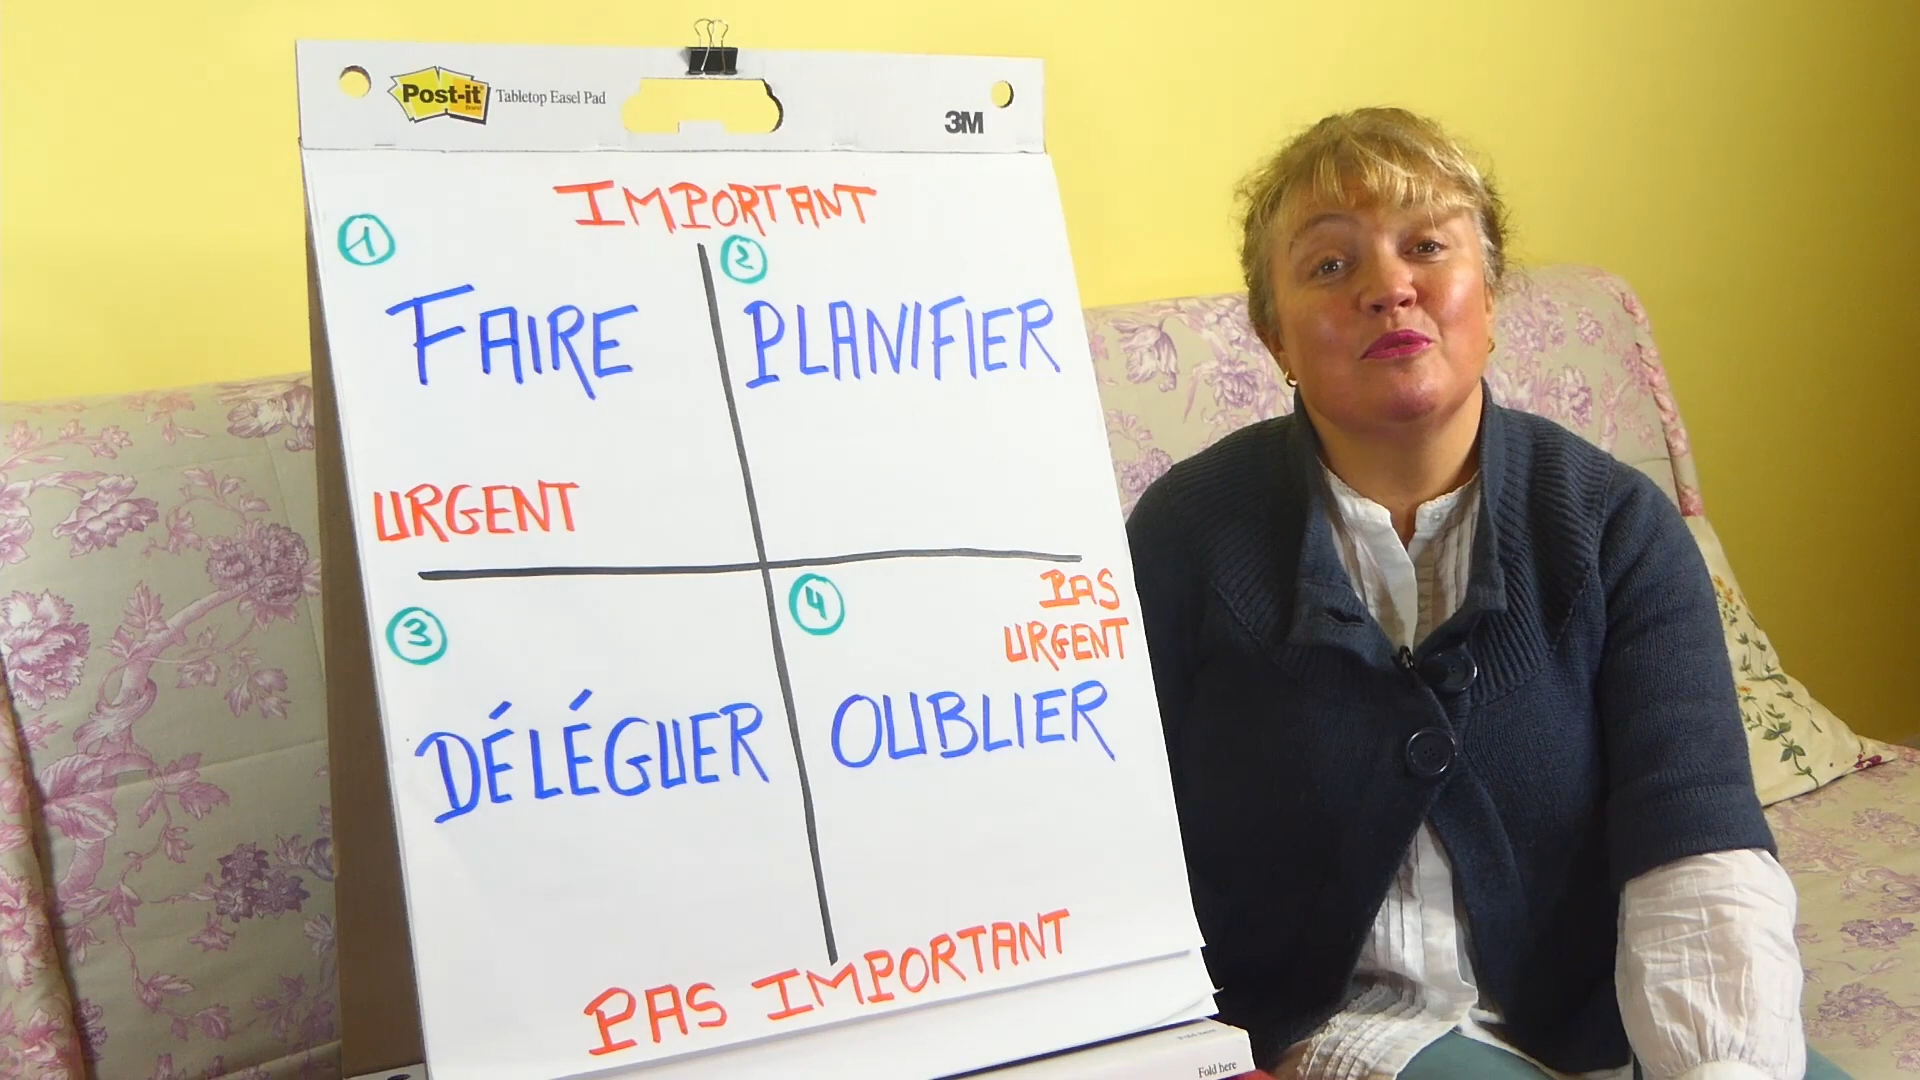 Post-it Tabletop Easel Pad
3M
IMPORTANT
1
2
FAIRE
PLANIFIER
URGENT
PAS
URGENT
3
4
DÉLÉGUER
OUBLIER
PAS IMPORTANT
Fold here